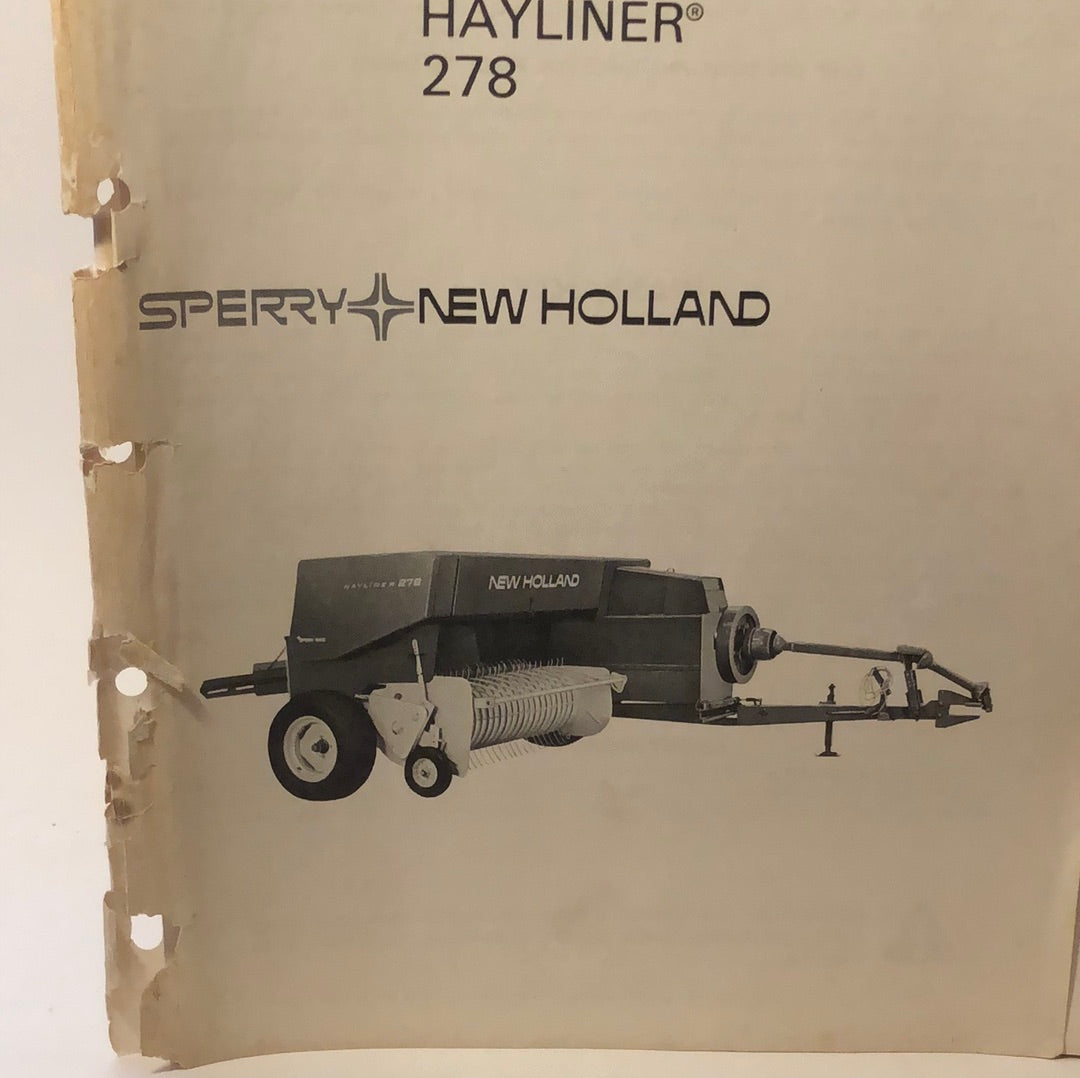 HAYLINER®
278
SPERRY NEW HOLLAND
HAYLINER 278
NEW HOLLAND